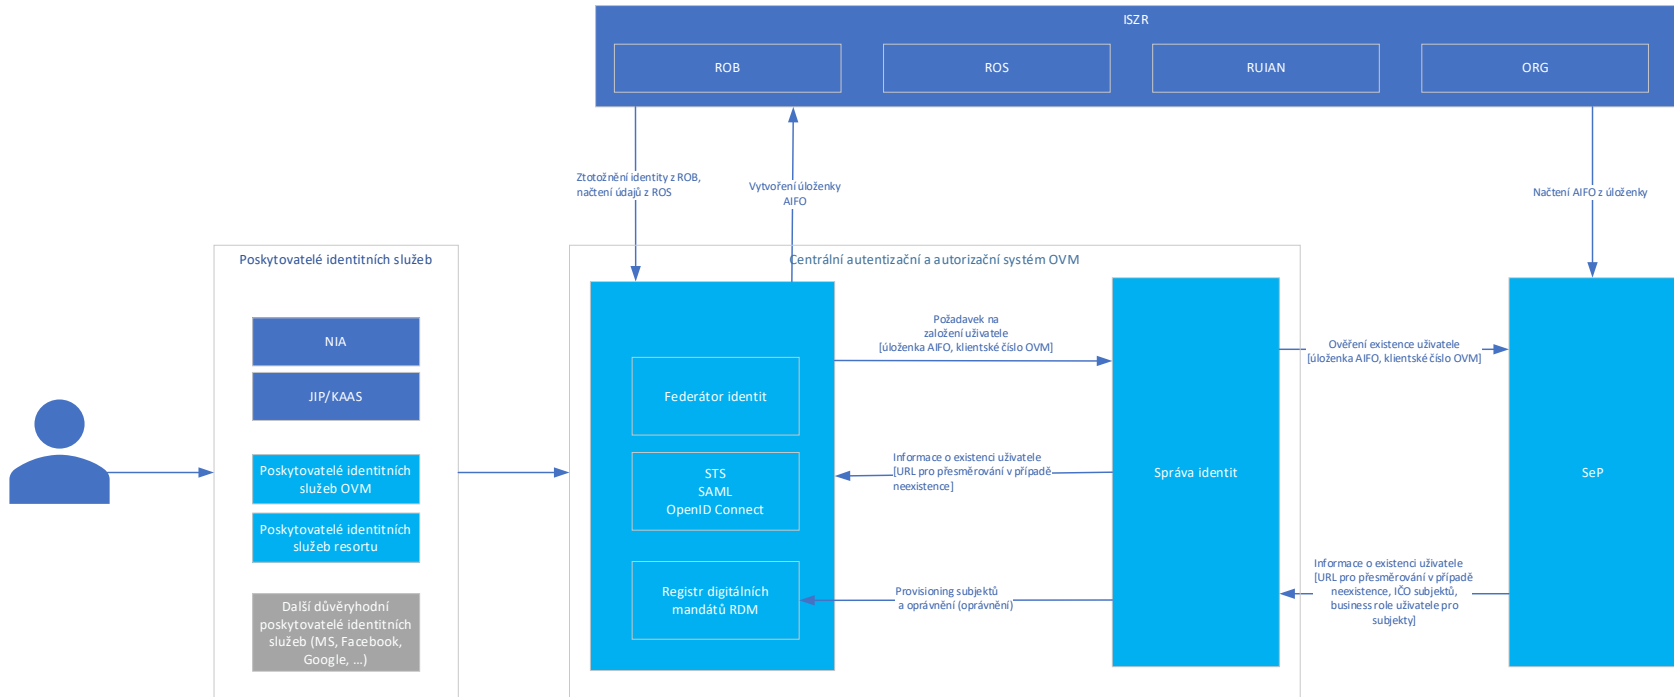 ISZR
ROB
ROS
RUIAN
ORG
Ztotožnění identity z ROB,
načtení údajů z ROS
Vytvoření úloženky
AIFO
Načtení AIFO z úloženky
Poskytovatelé identitních služeb
NIA
JIP/KAAS
Poskytovatelé identitních
služeb OVM
Poskytovatelé identitních
služeb resortu
Další důvěryhodní
poskytovatelé identitních
služeb (MS, Facebook,
Google, …)
Centrální autentizační a autorizační systém OVM
Federátor identit
STS
SAML
OpenID Connect
Registr digitálních
mandátů RDM
Požadavek na
založení uživatele
[úloženka AIFO, klientské číslo OVM]
Informace o existenci uživatele
[URL pro přesměrování v případě
neexistence]
Provisioning subjektů
a oprávnění (oprávnění)
Správa identit
Ověření existence uživatele
[úloženka AIFO, klientské číslo OVM]
Informace o existenci uživatele
[URL pro přesměrování v případě
neexistence, IČO subjektů,
business role uživatele pro
subjekty]
SeP